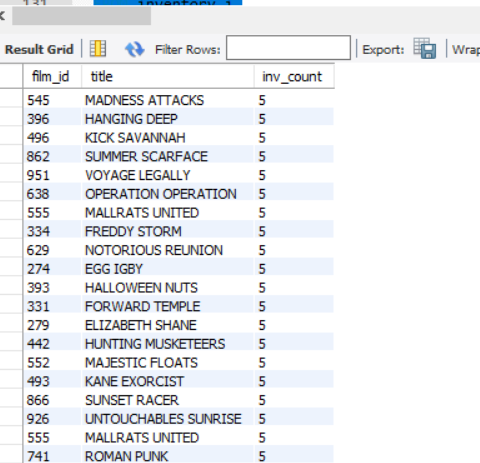 131 inventory i
Result Grid Filter Rows: Export: Wrap
film_id title inv_count
545 MADNESS ATTACKS 5
396 HANGING DEEP 5
496 KICK SAVANNAH 5
862 SUMMER SCARFACE 5
951 VOYAGE LEGALLY 5
638 OPERATION OPERATION 5
555 MALLRATS UNITED 5
334 FREDDY STORM 5
629 NOTORIOUS REUNION 5
274 EGG IGBY 5
393 HALLOWEEN NUTS 5
331 FORWARD TEMPLE 5
279 ELIZABETH SHANE 5
442 HUNTING MUSKETEERS 5
552 MAJESTIC FLOATS 5
493 KANE EXORCIST 5
866 SUNSET RACER 5
926 UNTOUCHABLES SUNRISE 5
555 MALLRATS UNITED 5
741 ROMAN PUNK 5